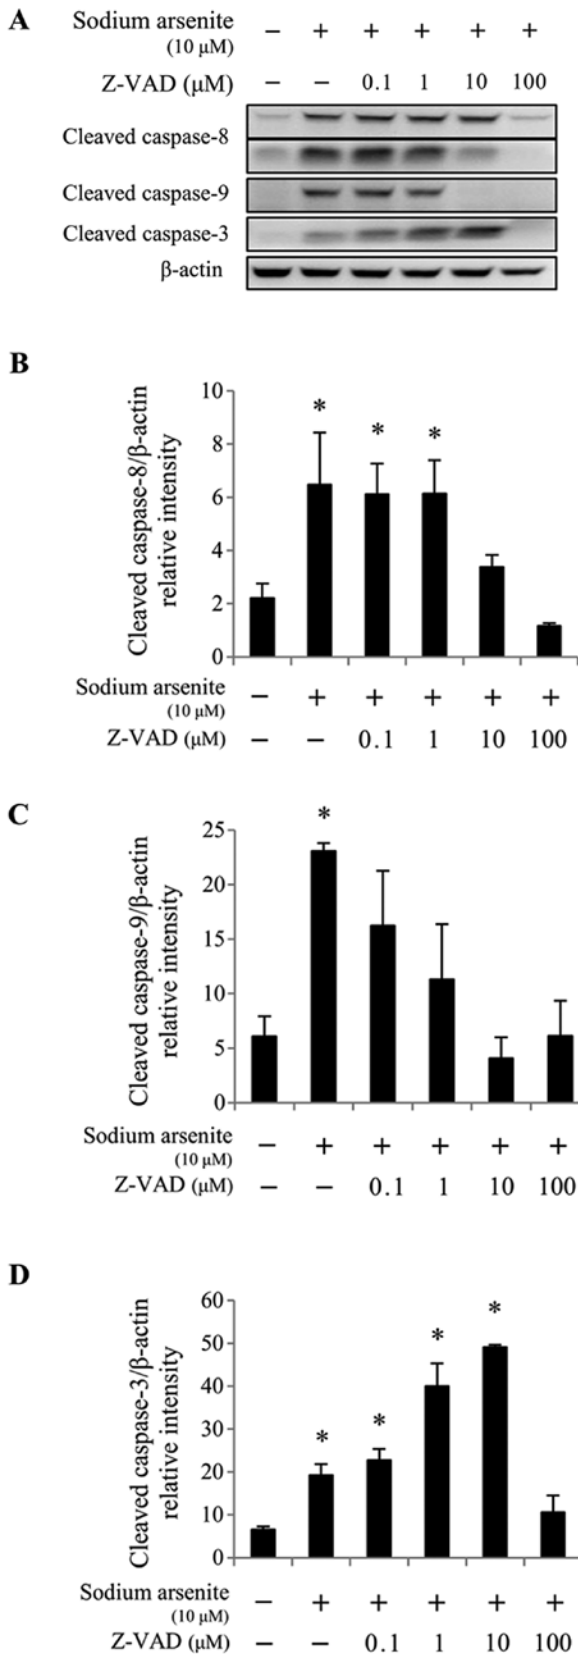 A
Sodium arsenite – + + + + +
(10 μM)
Z-VAD (μM) – – 0.1 1 10 100
Cleaved caspase-8
Cleaved caspase-9
Cleaved caspase-3
β-actin
B
Cleaved caspase-8/β-actin
relative intensity
10
8
6
4
2
0
* * *
Sodium arsenite – + + + + +
(10 μM)
Z-VAD (μM) – – 0.1 1 10 100
C
Cleaved caspase-9/β-actin
relative intensity
25
20
15
10
5
0
*
Sodium arsenite – + + + + +
(10 μM)
Z-VAD (μM) – – 0.1 1 10 100
D
Cleaved caspase-3/β-actin
relative intensity
60
50
40
30
20
10
0
* * * *
Sodium arsenite – + + + + +
(10 μM)
Z-VAD (μM) – – 0.1 1 10 100